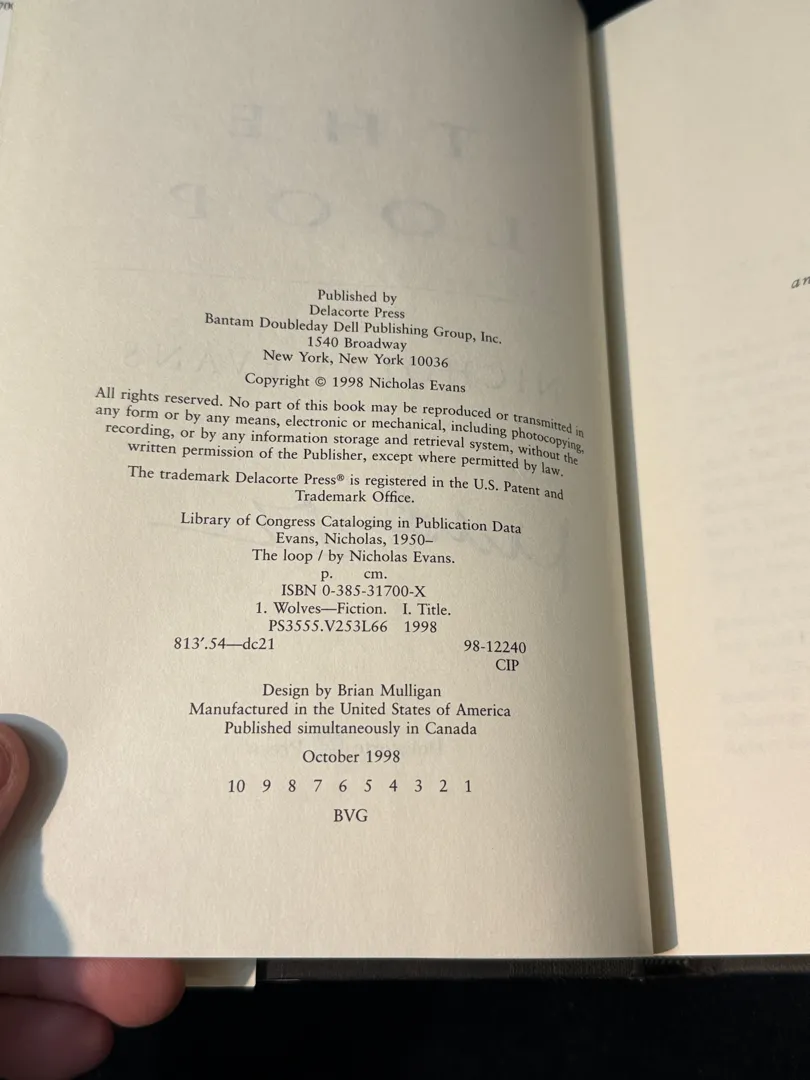 Published by
Delacorte Press
Bantam Doubleday Dell Publishing Group, Inc.
1540 Broadway
New York, New York 10036
Copyright © 1998 Nicholas Evans
All rights reserved. No part of this book may be reproduced or transmitted in
any form or by any means, electronic or mechanical, including photocopying,
recording, or by any information storage and retrieval system, without the
written permission of the Publisher, except where permitted by law.
The trademark Delacorte Press® is registered in the U.S. Patent and
Trademark Office.
Library of Congress Cataloging in Publication Data
Evans, Nicholas, 1950–
The loop / by Nicholas Evans.
p. cm.
ISBN 0-385-31700-X
1. Wolves—Fiction. I. Title.
PS3555.V253L66 1998
813′.54—dc21 98-12240
CIP
Design by Brian Mulligan
Manufactured in the United States of America
Published simultaneously in Canada
October 1998
10 9 8 7 6 5 4 3 2 1
BVG
THE
LOOP